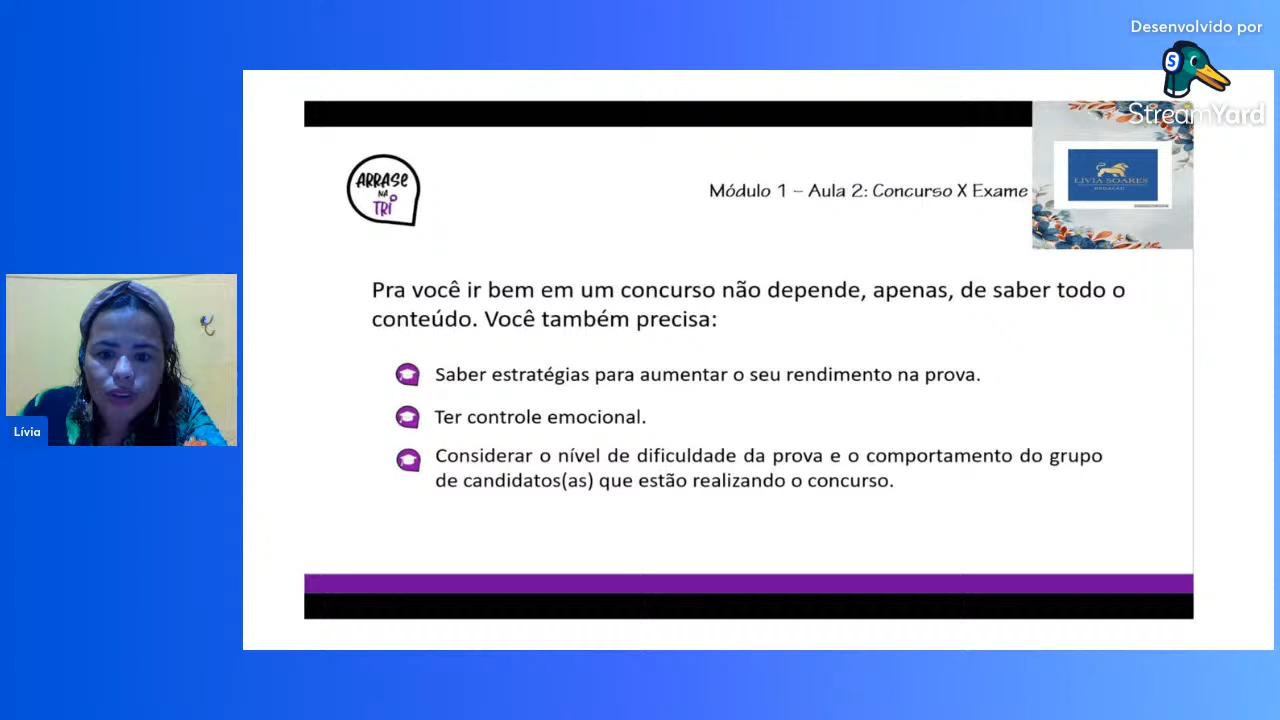 Desenvolvido por
StreamYard
ARRASE
NA
TRI
Módulo 1 – Aula 2: Concurso X Exame
LIVIA SOARES
REDAÇÃO
Pra você ir bem em um concurso não depende, apenas, de saber todo o
conteúdo. Você também precisa:
Saber estratégias para aumentar o seu rendimento na prova.
Ter controle emocional.
Considerar o nível de dificuldade da prova e o comportamento do grupo
de candidatos(as) que estão realizando o concurso.
Lívia